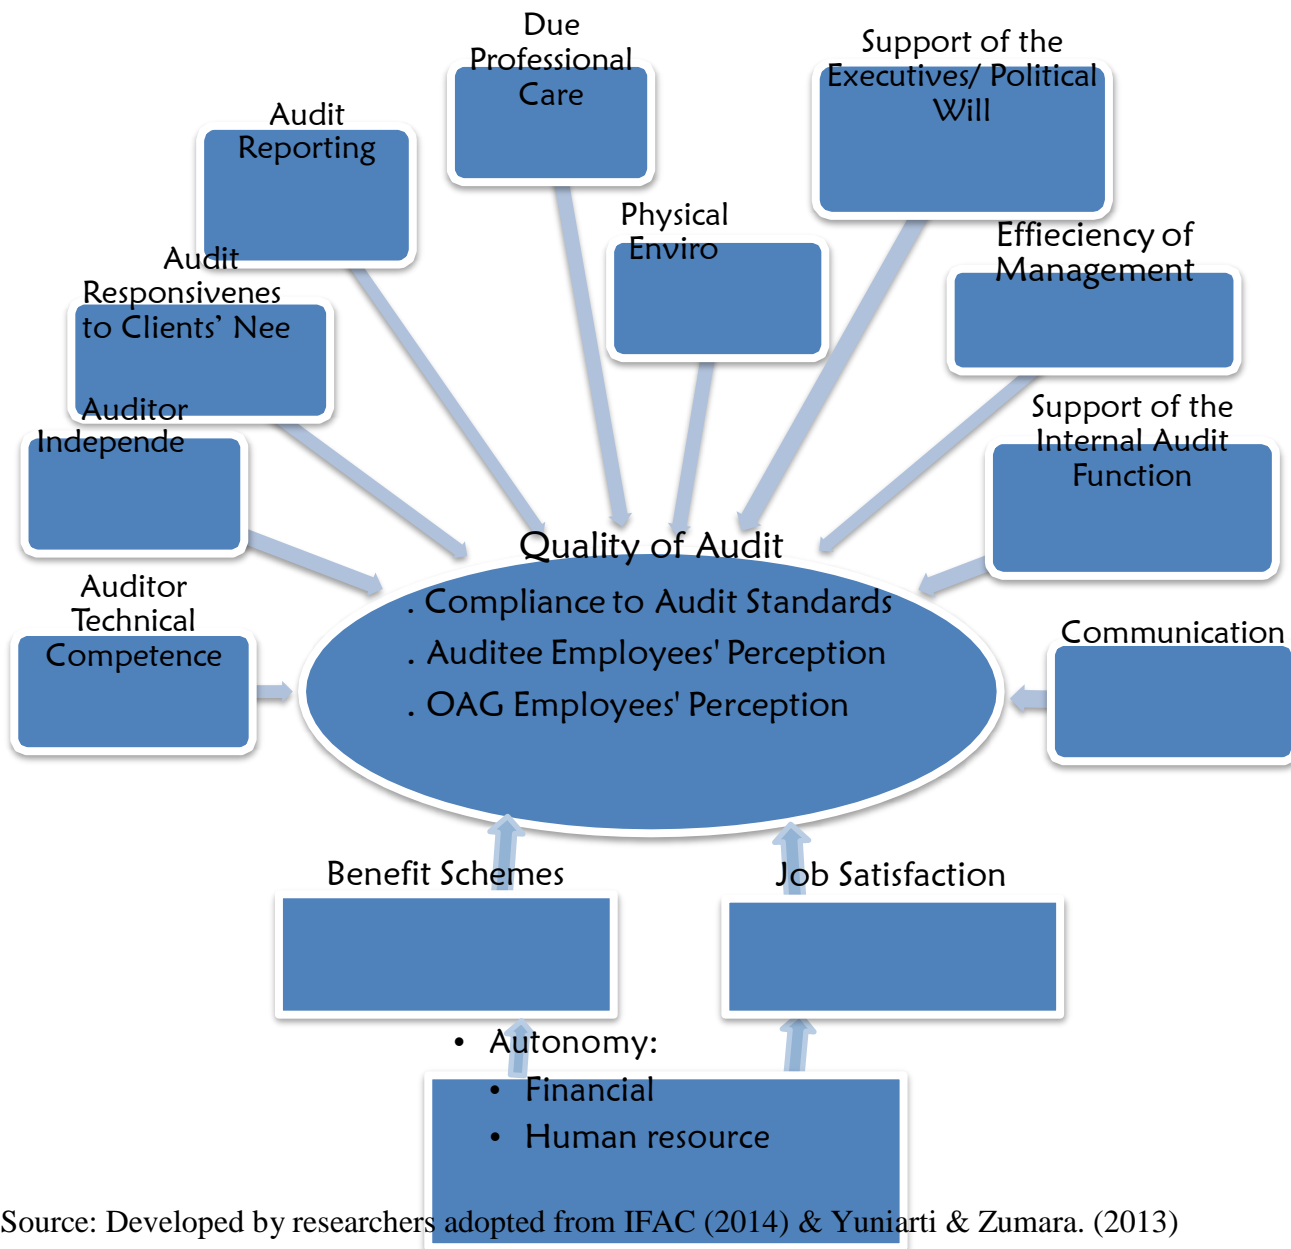 Due
Professional
Care
Support of the
Executives/ Political
Will
Audit
Reporting
Physical
Enviro
Effieciency of
Management
Audit
Responsivenes
to Clients’ Nee
Support of the
Internal Audit
Function
Auditor
Independe
Quality of Audit
. Compliance to Audit Standards
. Auditee Employees' Perception
. OAG Employees' Perception
Auditor
Technical
Competence
Communication
Benefit Schemes
Job Satisfaction
• Autonomy:
• Financial
• Human resource
Source: Developed by researchers adopted from IFAC (2014) & Yuniarti & Zumara. (2013)